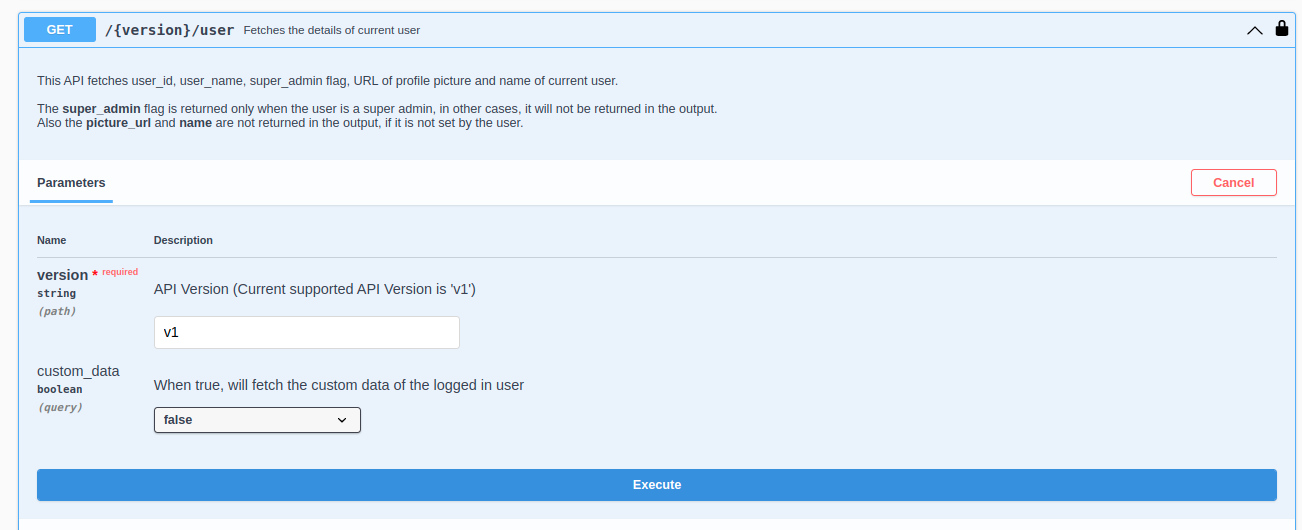 GET /{version}/user Fetches the details of current user
This API fetches user_id, user_name, super_admin flag, URL of profile picture and name of current user.
The super_admin flag is returned only when the user is a super admin, in other cases, it will not be returned in the output.
Also the picture_url and name are not returned in the output, if it is not set by the user.
Parameters
Cancel
Name Description
version * required
string
(path)
API Version (Current supported API Version is 'v1')
v1
custom_data
boolean
(query)
When true, will fetch the custom data of the logged in user
false
Execute